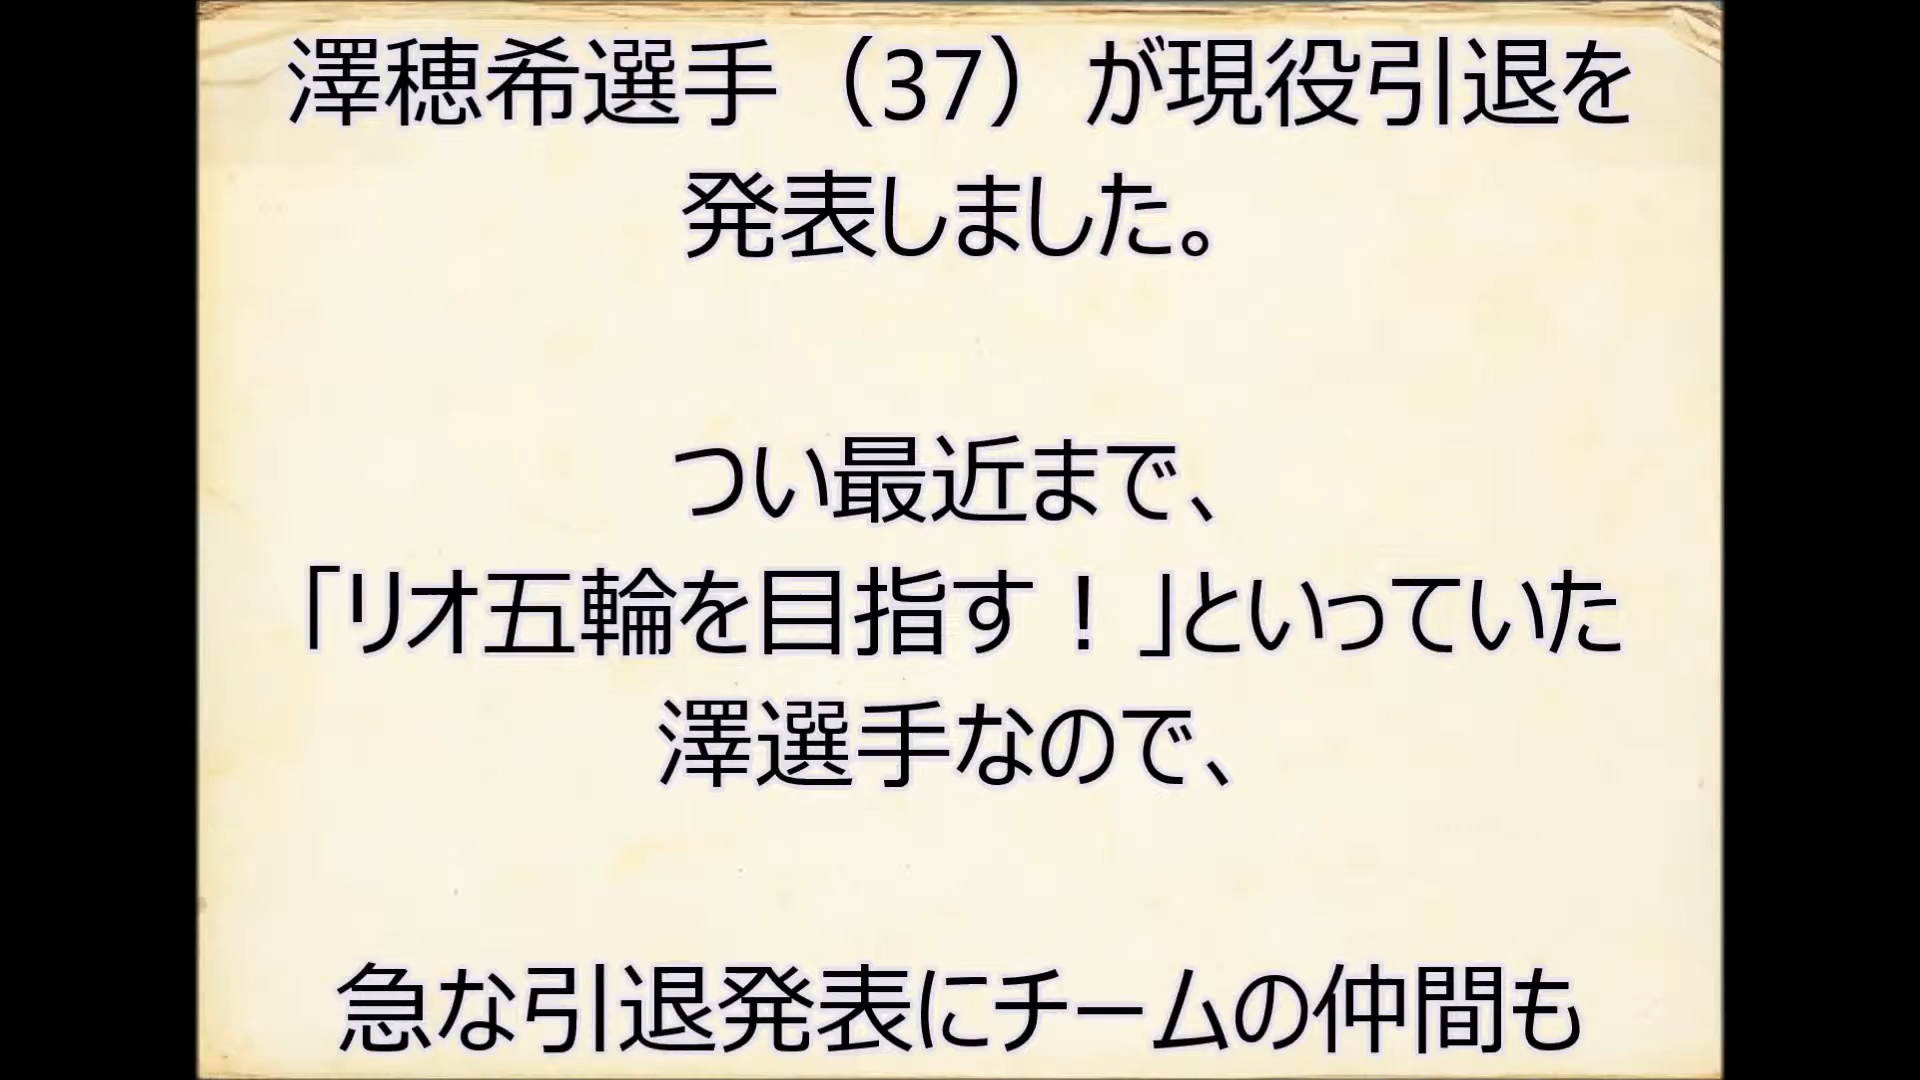 澤穂希選手（37）が現役引退を
発表しました。
つい最近まで、
「リオ五輪を目指す！」といっていた
澤選手なので、
急な引退発表にチームの仲間も